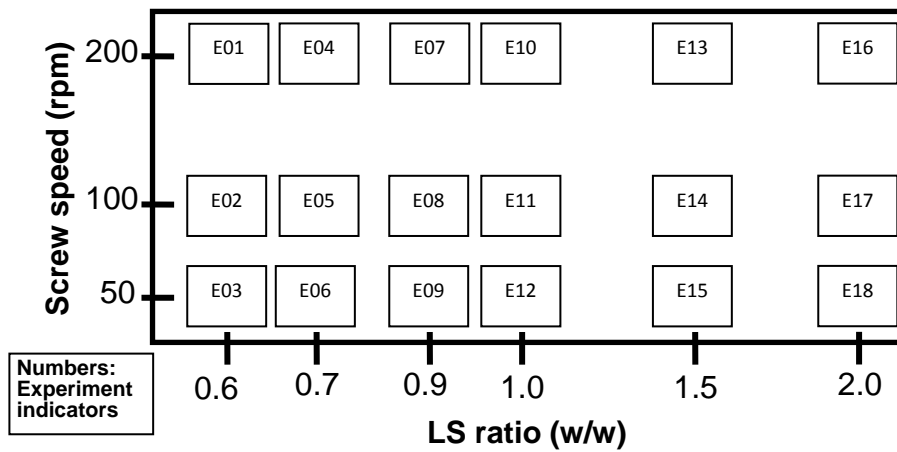 Screw speed (rpm)
200
E01 E04 E07 E10 E13 E16
100
E02 E05 E08 E11 E14 E17
50
E03 E06 E09 E12 E15 E18
Numbers:
Experiment
indicators
0.6 0.7 0.9 1.0 1.5 2.0
LS ratio (w/w)